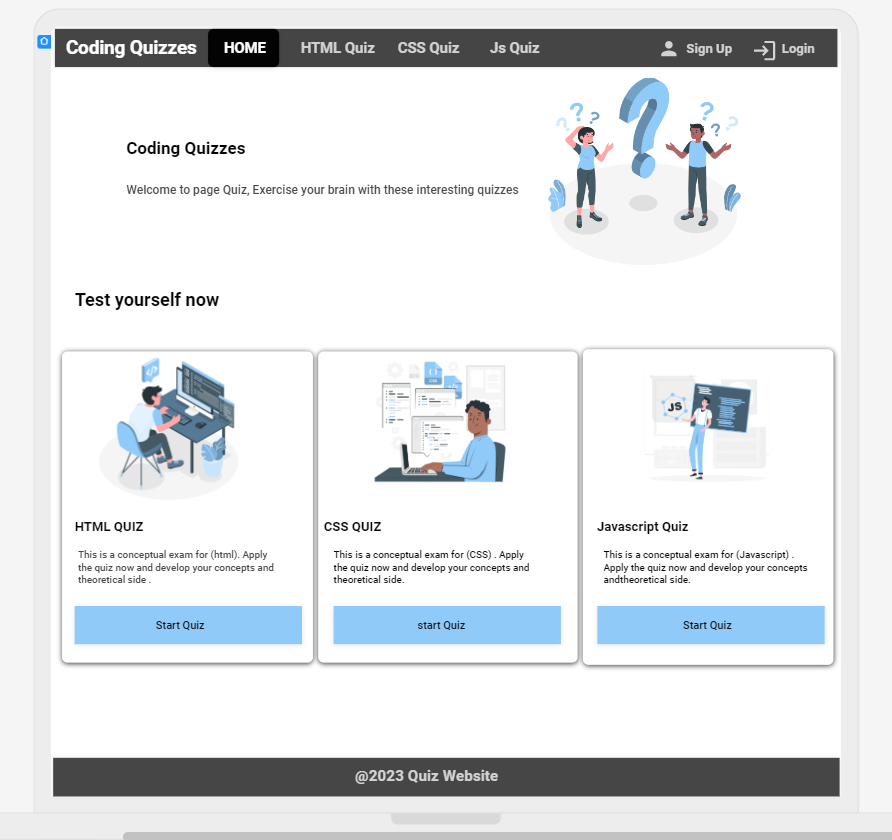 Coding Quizzes HOME HTML Quiz CSS Quiz Js Quiz Sign Up Login
? ? ? ? ? ? ?
Coding Quizzes
Welcome to page Quiz, Exercise your brain with these interesting quizzes
Test yourself now
</>
{}
CSS
JS
HTML QUIZ
This is a conceptual exam for (html). Apply
the quiz now and develop your concepts and
theoretical side .
Start Quiz
CSS QUIZ
This is a conceptual exam for (CSS) . Apply
the quiz now and develop your concepts and
theoretical side.
start Quiz
Javascript Quiz
This is a conceptual exam for (Javascript) .
Apply the quiz now and develop your concepts
andtheoretical side.
Start Quiz
@2023 Quiz Website